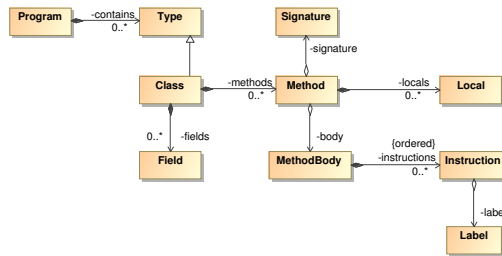 Program
-contains
0..*
Type
Signature
-signature
Class
-methods
0..*
Method
-locals
0..*
Local
0..*
-fields
-body
Field
MethodBody
{ordered}
-instructions
0..*
Instruction
-label
Label